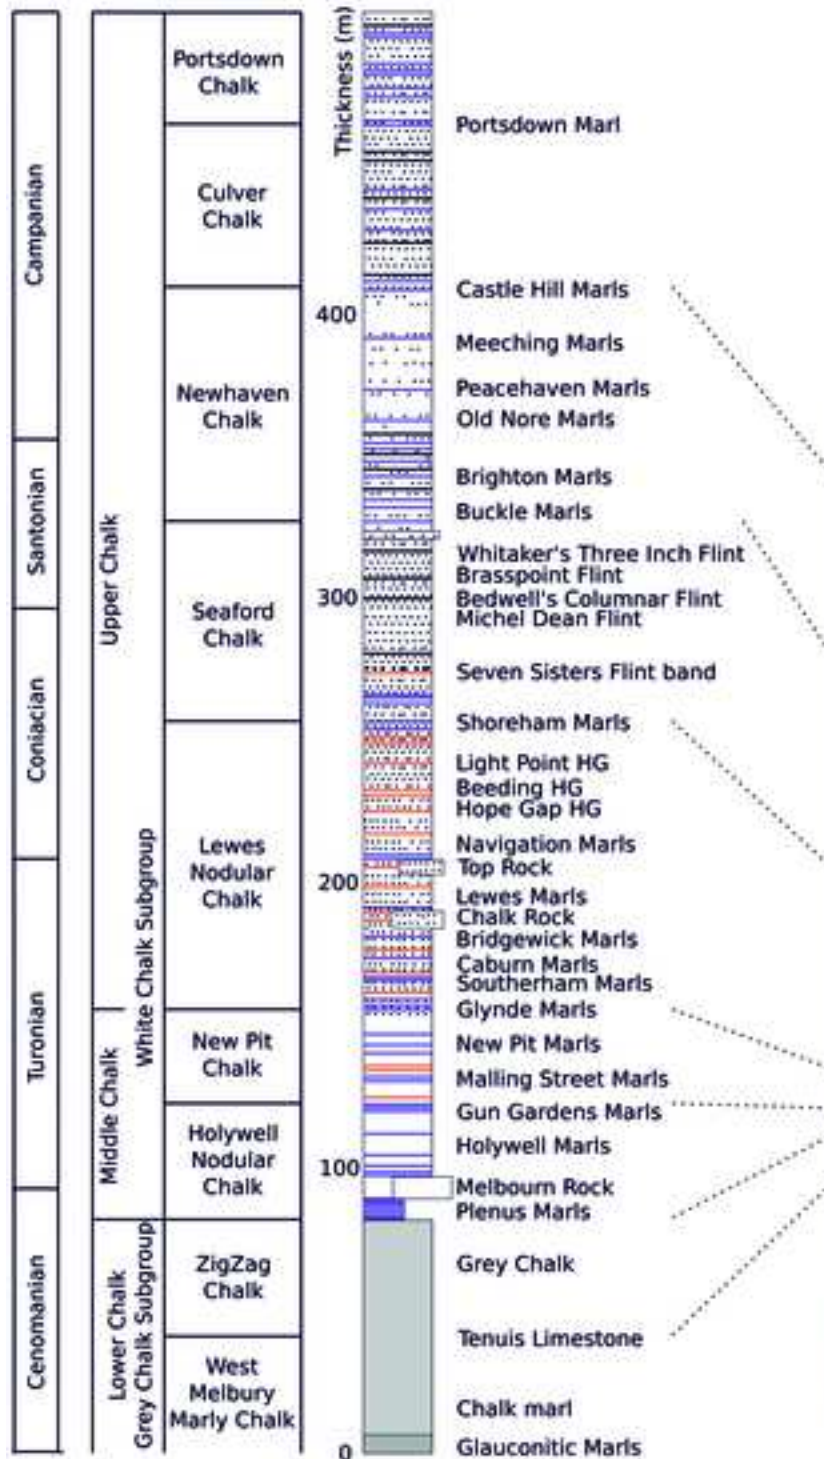 Campanian
Santonian
Coniacian
Turonian
Cenomanian
Upper Chalk
Middle Chalk
Lower Chalk
White Chalk Subgroup
Grey Chalk Subgroup
Portsdown
Chalk
Culver
Chalk
Newhaven
Chalk
Seaford
Chalk
Lewes
Nodular
Chalk
New Pit
Chalk
Holywell
Nodular
Chalk
ZigZag
Chalk
West
Melbury
Marly Chalk
Thickness (m)
400
300
200
100
0
Portsdown Marl
Castle Hill Marls
Meeching Marls
Peacehaven Marls
Old Nore Marls
Brighton Marls
Buckle Marls
Whitaker's Three Inch Flint
Brasspoint Flint
Bedwell's Columnar Flint
Michel Dean Flint
Seven Sisters Flint band
Shoreham Marls
Light Point HG
Beeding HG
Hope Gap HG
Navigation Marls
Top Rock
Lewes Marls
Chalk Rock
Bridgewick Marls
Caburn Marls
Southerham Marls
Glynde Marls
New Pit Marls
Malling Street Marls
Gun Gardens Marls
Holywell Marls
Melbourn Rock
Plenus Marls
Grey Chalk
Tenuis Limestone
Chalk marl
Glauconitic Marls